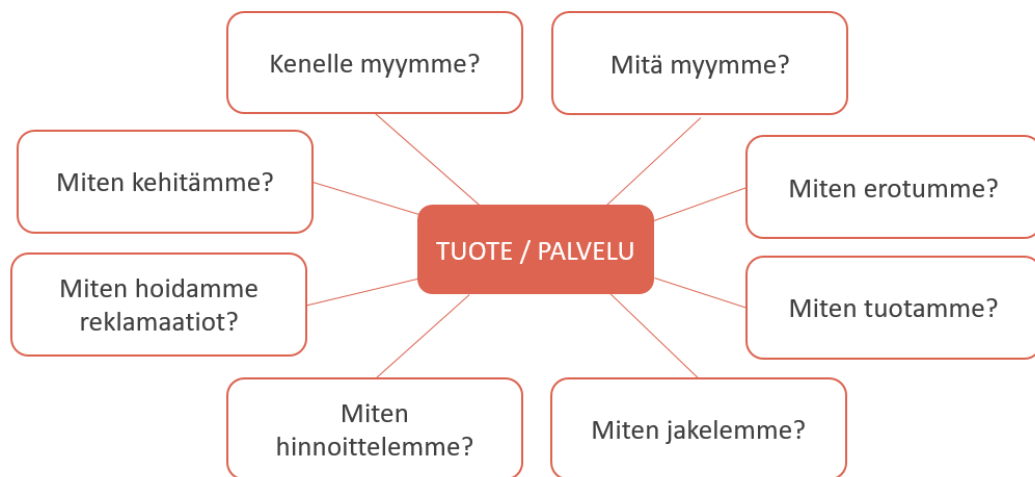 Kenelle myymme?
Mitä myymme?
Miten kehitämme?
Miten erotumme?
TUOTE / PALVELU
Miten hoidamme
reklamaatiot?
Miten tuotamme?
Miten
hinnoittelemme?
Miten jakelemme?